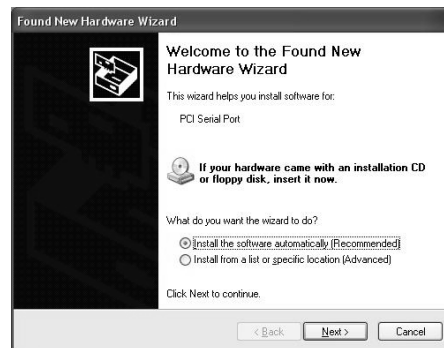 Found New Hardware Wizard
Welcome to the Found New
Hardware Wizard
This wizard helps you install software for:
PCI Serial Port
If your hardware came with an installation CD
or floppy disk, insert it now.
What do you want the wizard to do?
Install the software automatically (Recommended)
Install from a list or specific location (Advanced)
Click Next to continue.
< Back Next > Cancel